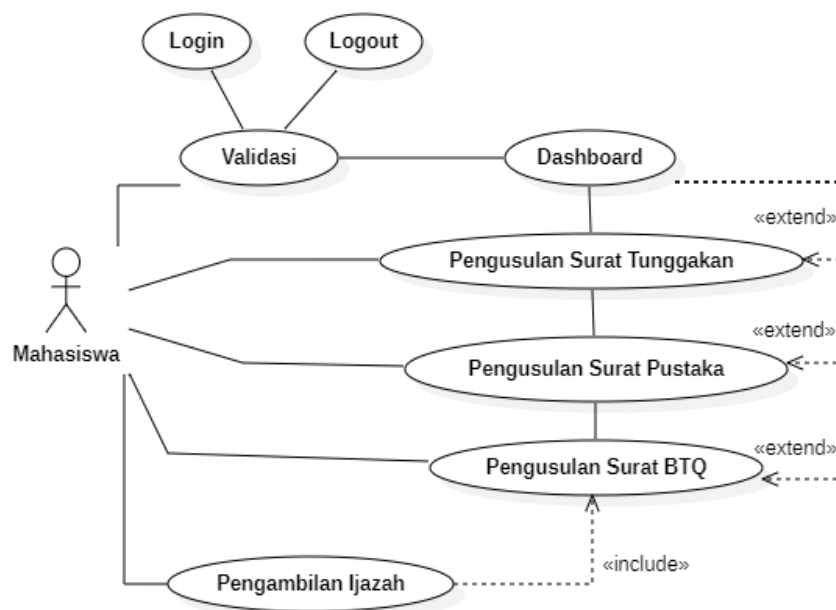 Login
Logout
Validasi
Dashboard
«extend»
Pengusulan Surat Tunggakan
«extend»
Mahasiswa
Pengusulan Surat Pustaka
«extend»
Pengusulan Surat BTQ
«include»
Pengambilan Ijazah